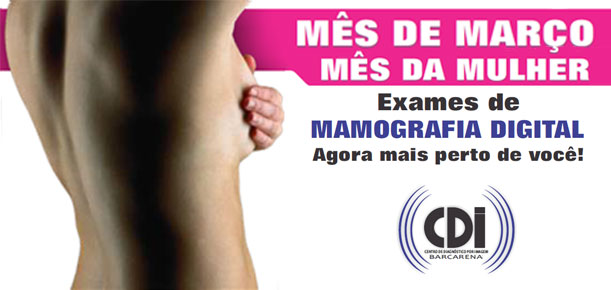 MÊS DE MARÇO
MÊS DA MULHER
Exames de
MAMOGRAFIA DIGITAL
Agora mais perto de você!
CDI
CENTRO DE DIAGNÓSTICO POR IMAGEM
BARCARENA